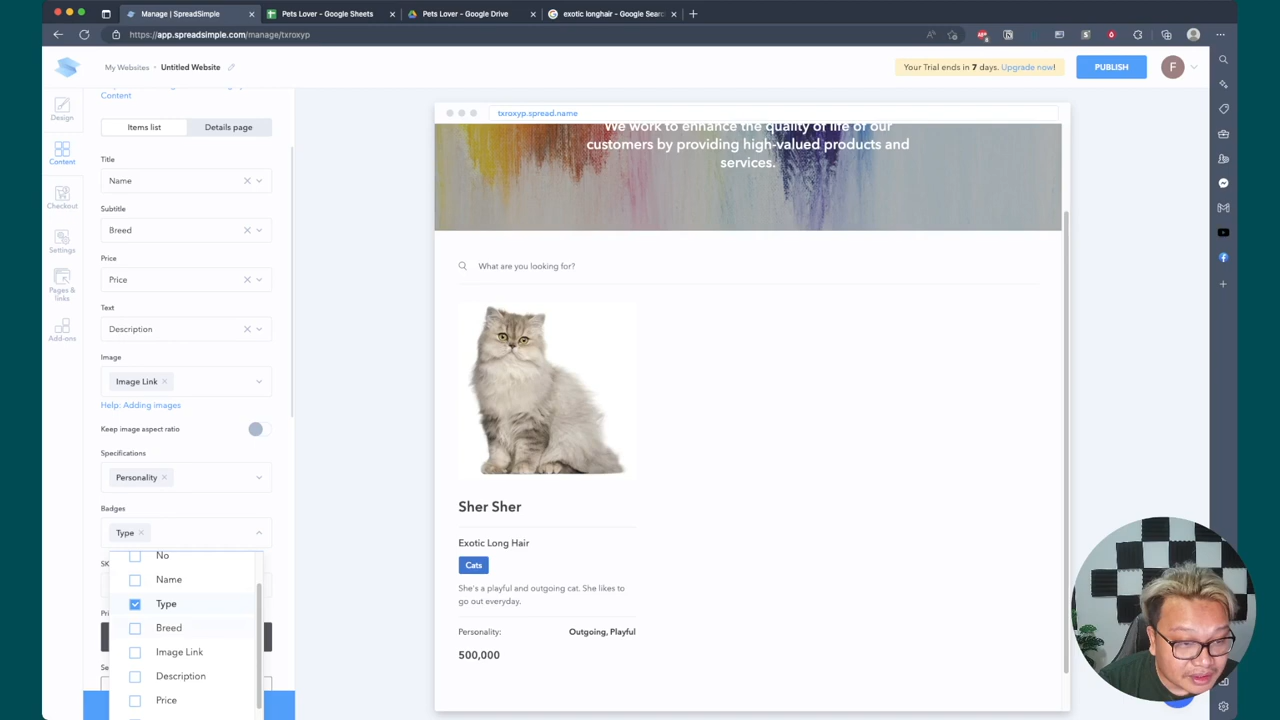 Manage | SpreadSimple
Pets Lover - Google Sheets
Pets Lover - Google Drive
exotic longhair - Google Sear
https://app.spreadsimple.com/manage/txroxyp
My Websites
Untitled Website
Your Trial ends in 7 days. Upgrade now!
PUBLISH
F
Design
Content
Checkout
Settings
Pages & links
Add-ons
Content
Items list
Details page
Title
Name
Subtitle
Breed
Price
Price
Text
Description
Image
Image Link
Help: Adding images
Keep image aspect ratio
Specifications
Personality
Badges
Type
No
Name
Type
Breed
Image Link
Description
Price
SK
Pri
Se
txroxyp.spread.name
We work to enhance the quality of life of our
customers by providing high-valued products and
services.
What are you looking for?
Sher Sher
Exotic Long Hair
Cats
She's a playful and outgoing cat. She likes to
go out everyday.
Personality:
Outgoing, Playful
500,000